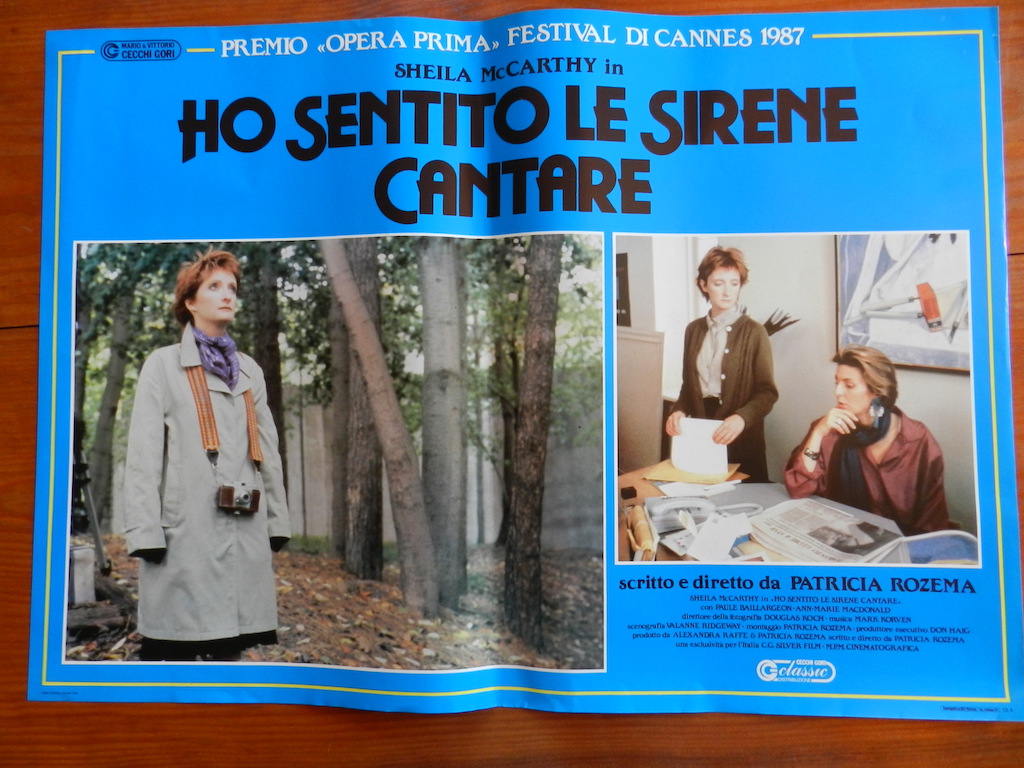 MARIO & VITTORIO
CECCHI GORI
PREMIO «OPERA PRIMA» FESTIVAL DI CANNES 1987
SHEILA McCARTHY in
HO SENTITO LE SIRENE
CANTARE
scritto e diretto da PATRICIA ROZEMA
SHEILA McCARTHY in «HO SENTITO LE SIRENE CANTARE»
con PAULE BAILLARGEON · ANN-MARIE MACDONALD
direttore della fotografia DOUGLAS KOCH · musica MARK KORVEN
scenografia VALANNE RIDGEWAY · montaggio PATRICIA ROZEMA · produttore esecutivo DON HAIG
prodotto da ALEXANDRA RAFFE & PATRICIA ROZEMA scritto e diretto da PATRICIA ROZEMA
una esclusività per l'Italia C.G. SILVER FILM · M.P.M. CINEMATOGRAFICA
CECCHI GORI
classic
DISTRIBUZIONE